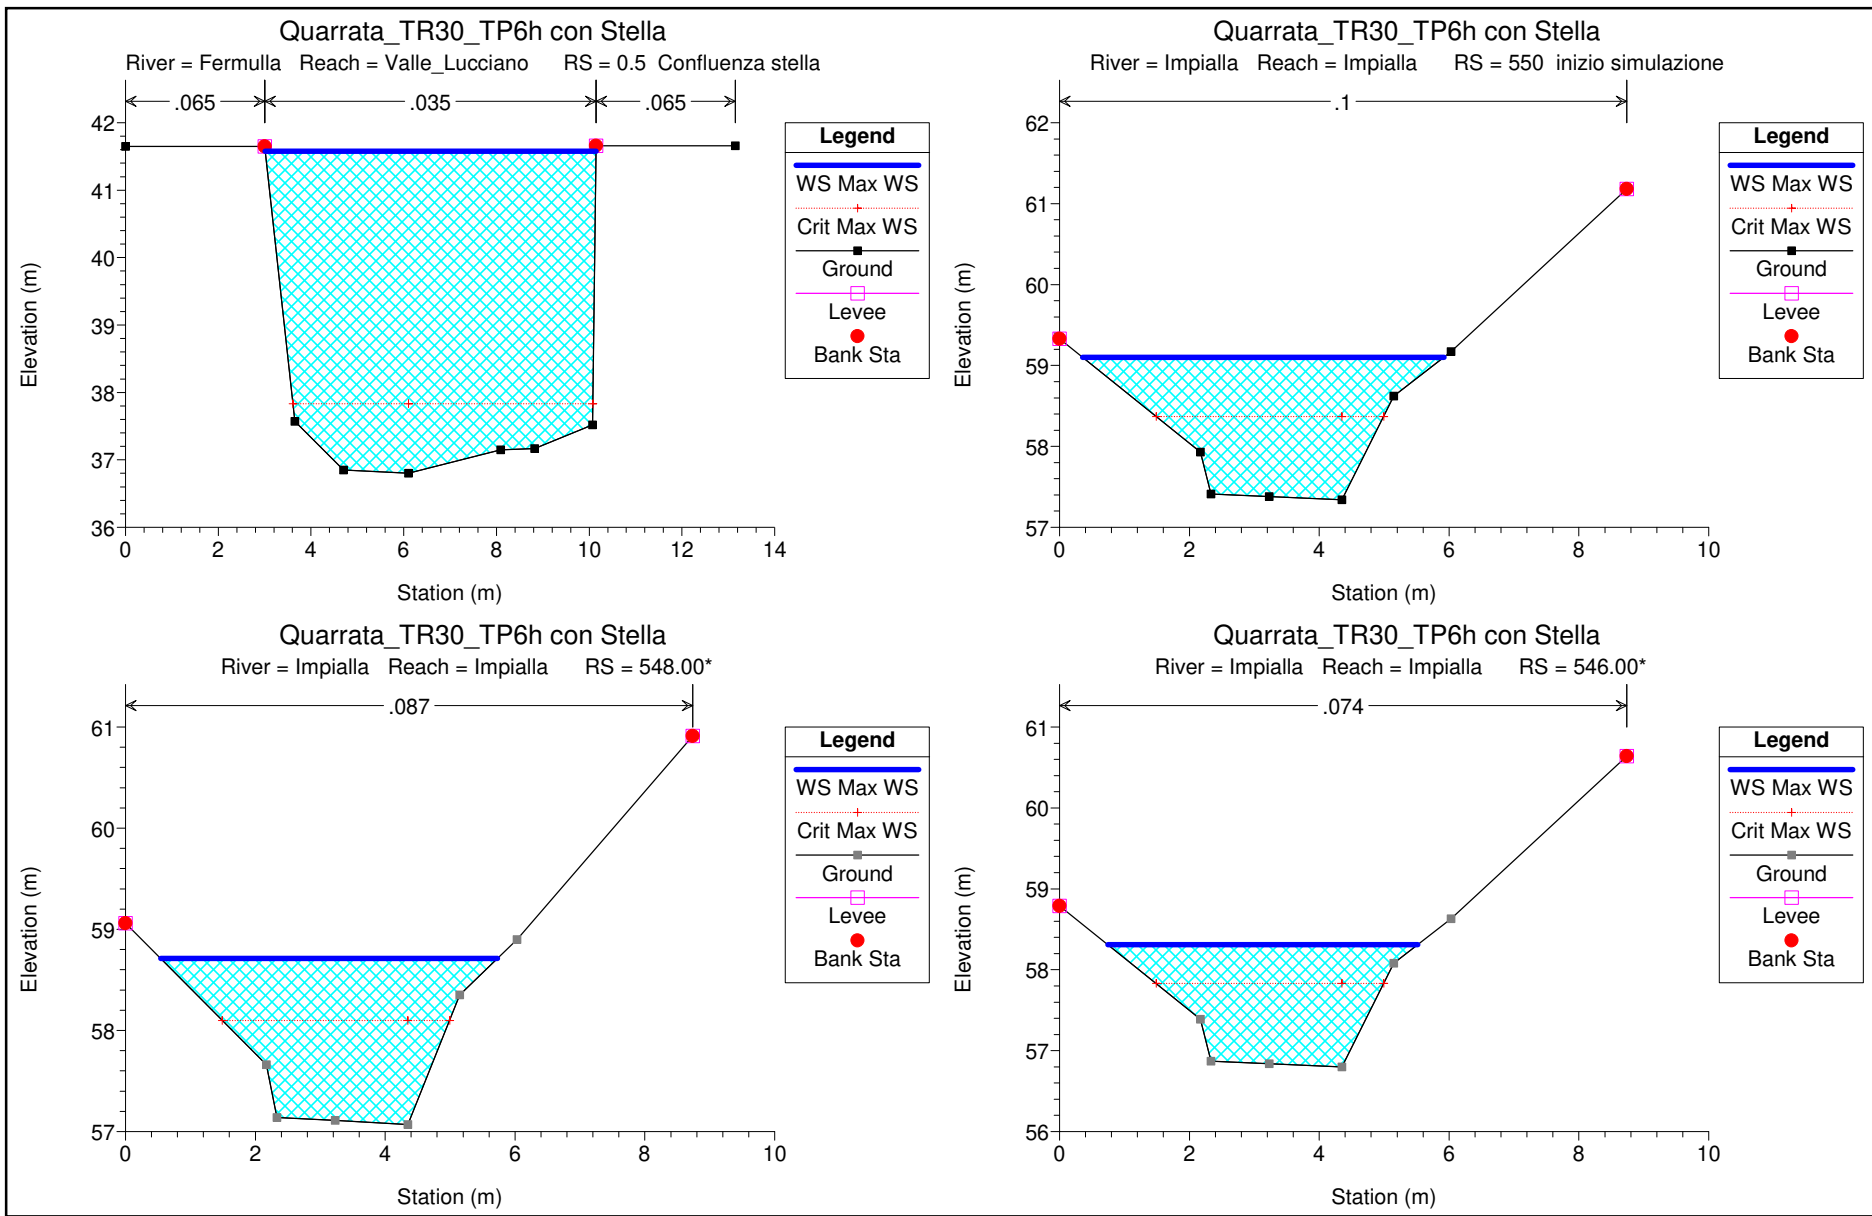 Quarrata_TR30_TP6h con Stella
River = Fermulla Reach = Valle_Lucciano RS = 0.5 Confluenza stella
.065 .035 .065
42
41
40
39
38
37
36
Elevation (m)
0 2 4 6 8 10 12 14
Station (m)
Legend
WS Max WS
Crit Max WS
Ground
Levee
Bank Sta
Quarrata_TR30_TP6h con Stella
River = Impialla Reach = Impialla RS = 550 inizio simulazione
.1
62
61
60
59
58
57
Elevation (m)
0 2 4 6 8 10
Station (m)
Legend
WS Max WS
Crit Max WS
Ground
Levee
Bank Sta
Quarrata_TR30_TP6h con Stella
River = Impialla Reach = Impialla RS = 548.00*
.087
61
60
59
58
57
Elevation (m)
0 2 4 6 8 10
Station (m)
Legend
WS Max WS
Crit Max WS
Ground
Levee
Bank Sta
Quarrata_TR30_TP6h con Stella
River = Impialla Reach = Impialla RS = 546.00*
.074
61
60
59
58
57
56
Elevation (m)
0 2 4 6 8 10
Station (m)
Legend
WS Max WS
Crit Max WS
Ground
Levee
Bank Sta